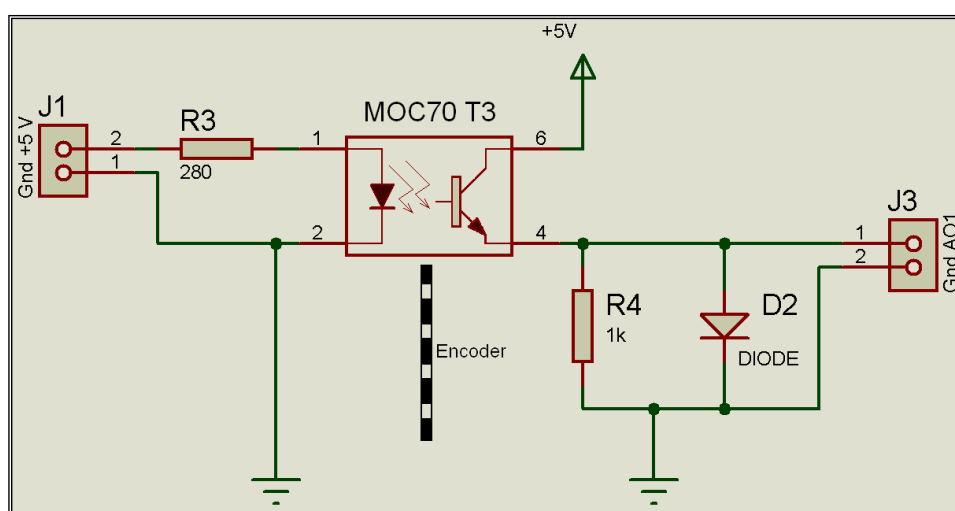 +5V
J1
Gnd +5 V
2
1
R3
280
MOC70 T3
1
2
6
4
Encoder
R4
1k
D2
DIODE
J3
1
2
Gnd AO1